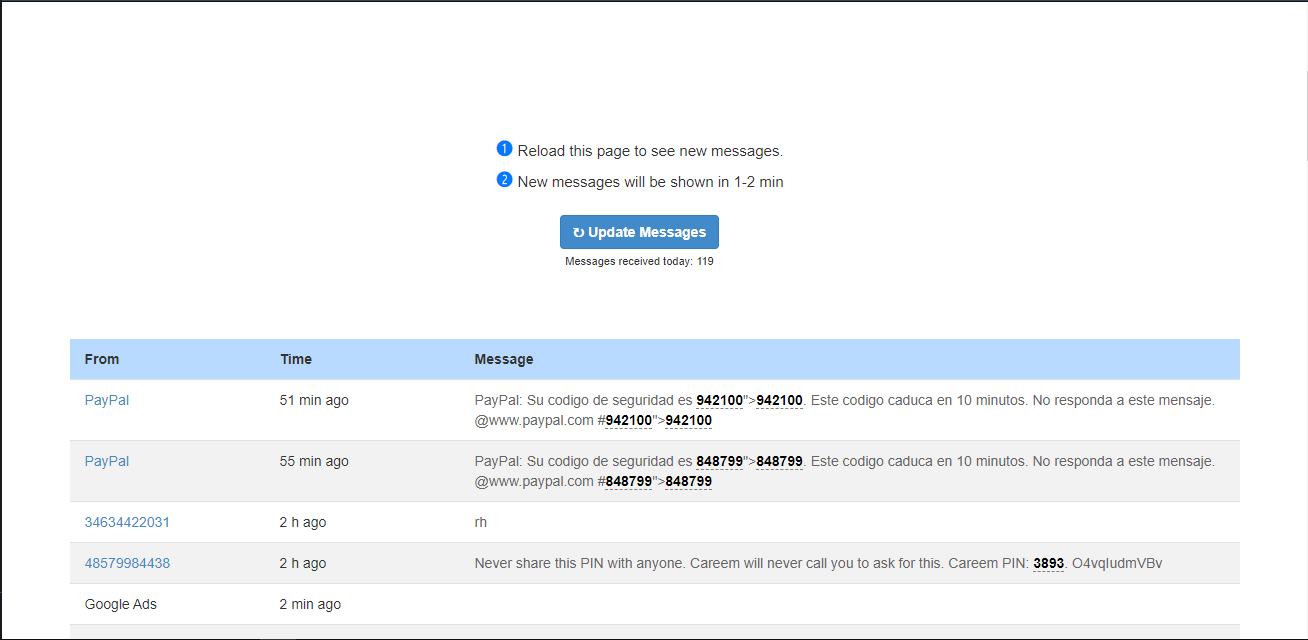 1 Reload this page to see new messages.
2 New messages will be shown in 1-2 min
↻ Update Messages
Messages received today: 119
From Time Message
PayPal 51 min ago PayPal: Su codigo de seguridad es 942100">942100. Este codigo caduca en 10 minutos. No responda a este mensaje.
@www.paypal.com #942100">942100
PayPal 55 min ago PayPal: Su codigo de seguridad es 848799">848799. Este codigo caduca en 10 minutos. No responda a este mensaje.
@www.paypal.com #848799">848799
34634422031 2 h ago rh
48579984438 2 h ago Never share this PIN with anyone. Careem will never call you to ask for this. Careem PIN: 3893. O4vqIudmVBv
Google Ads 2 min ago